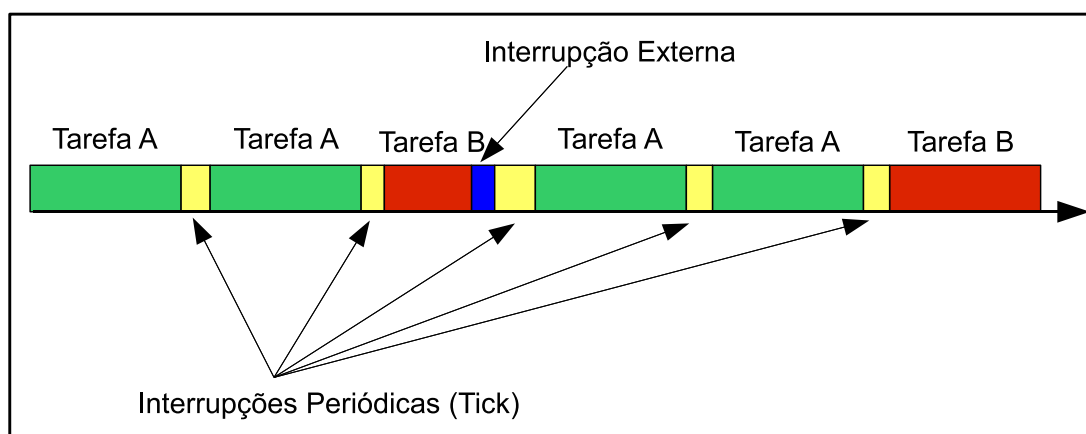 Interrupção Externa
Tarefa A
Tarefa A
Tarefa B
Tarefa A
Tarefa A
Tarefa B
Interrupções Periódicas (Tick)